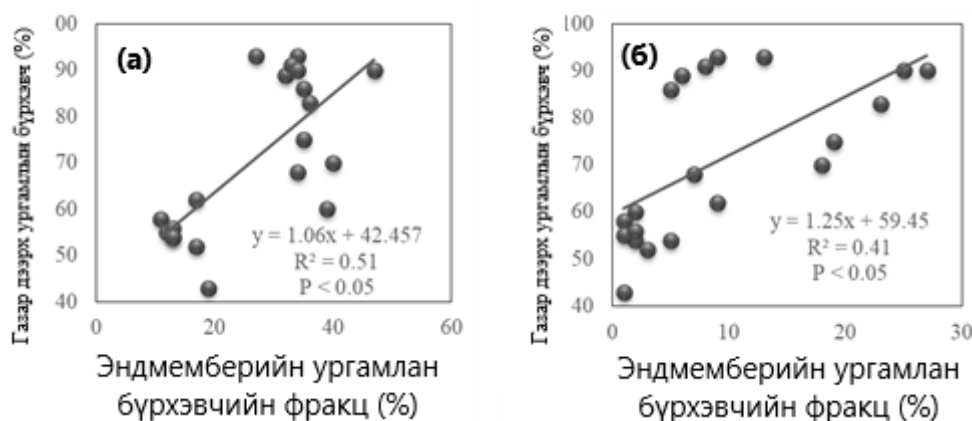 (а)
Газар дээрх ургамлын бүрхэвч (%)
00
90
80
70
60
50
40
0
20
40
60
y = 1.06x + 42.457
R² = 0.51
P < 0.05
Эндмемберийн ургамлан
бүрхэвчийн фракц (%)
(б)
Газар дээрх ургамлын бүрхэвч (%)
100
90
80
70
60
50
40
0
10
20
30
y = 1.25x + 59.45
R² = 0.41
P < 0.05
Эндмемберийн ургамлан
бүрхэвчийн фракц (%)